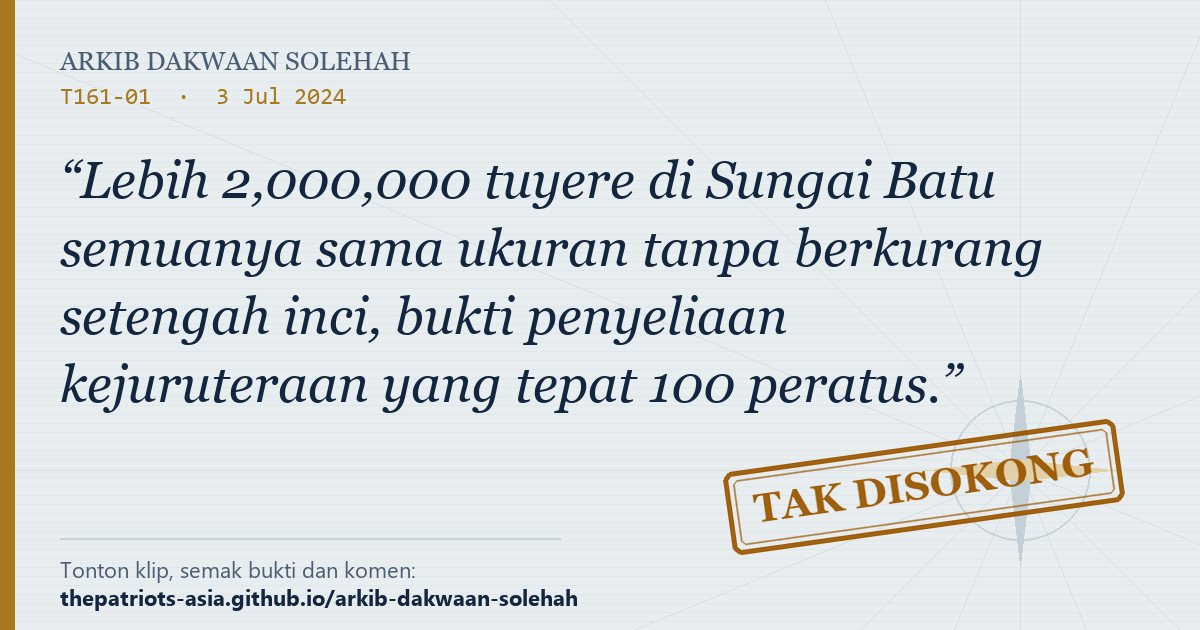 ARKIB DAKWAAN SOLEHAH
T161-01 · 3 Jul 2024
“Lebih 2,000,000 tuyere di Sungai Batu
semuanya sama ukuran tanpa berkurang
setengah inci, bukti penyeliaan
kejuruteraan yang tepat 100 peratus.”
TAK DISOKONG
Tonton klip, semak bukti dan komen:
thepatriots-asia.github.io/arkib-dakwaan-solehah